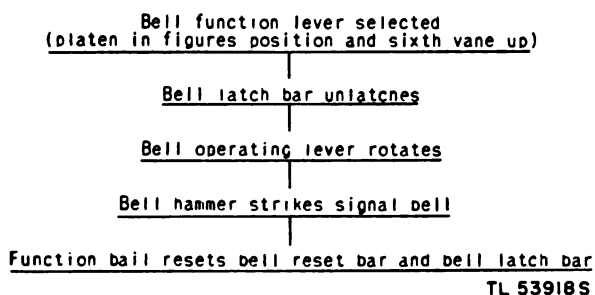 Bell function lever selected
(platen in figures position and sixth vane up)
Bell latch bar unlatches
Bell operating lever rotates
Bell hammer strikes signal bell
Function bail resets bell reset bar and bell latch bar
TL 53918S